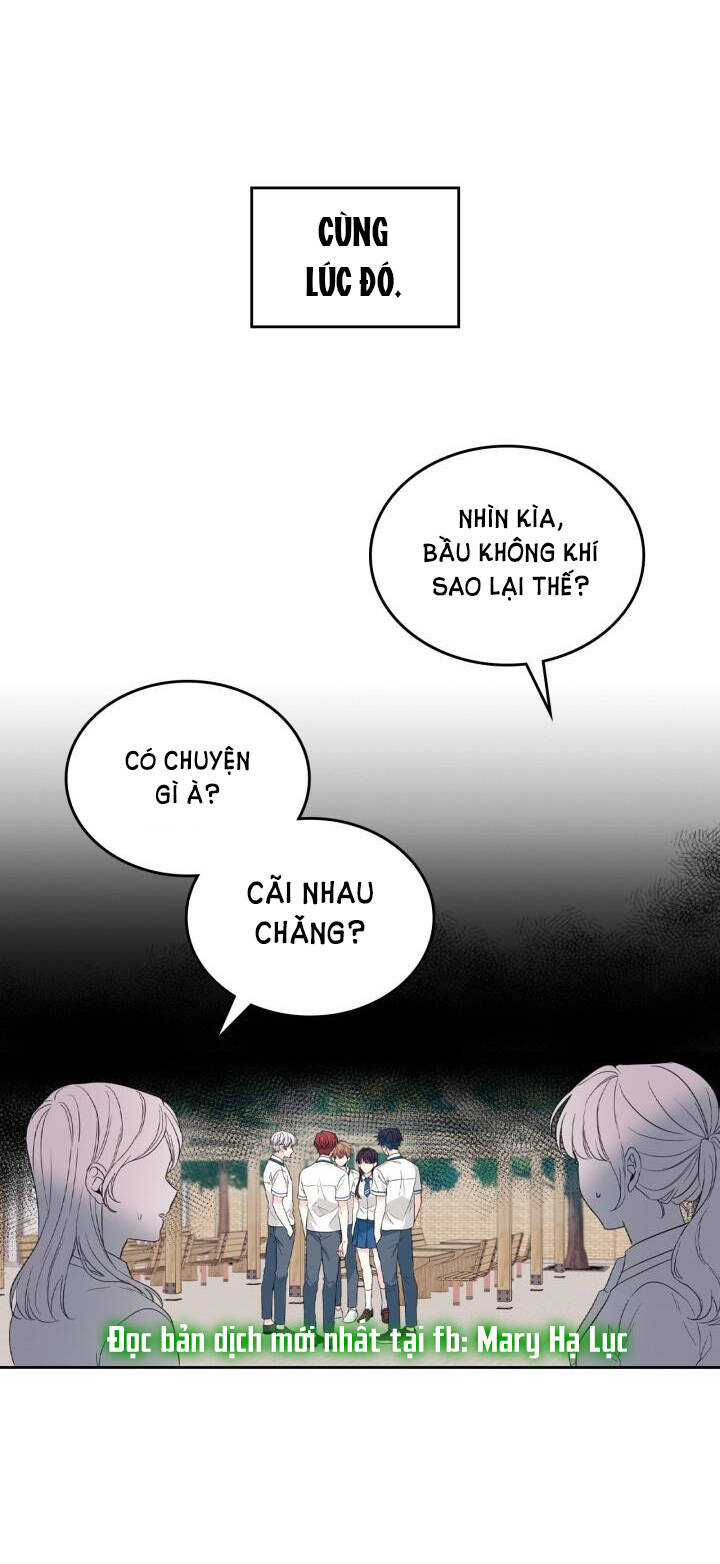 CÙNG
LÚC ĐÓ.
NHÌN KÌA,
BẦU KHÔNG KHÍ
SAO LẠI THẾ?
CÓ CHUYỆN
GÌ À?
CÃI NHAU
CHĂNG?
Đọc bản dịch mới nhất tại fb: Mary Hạ Lục